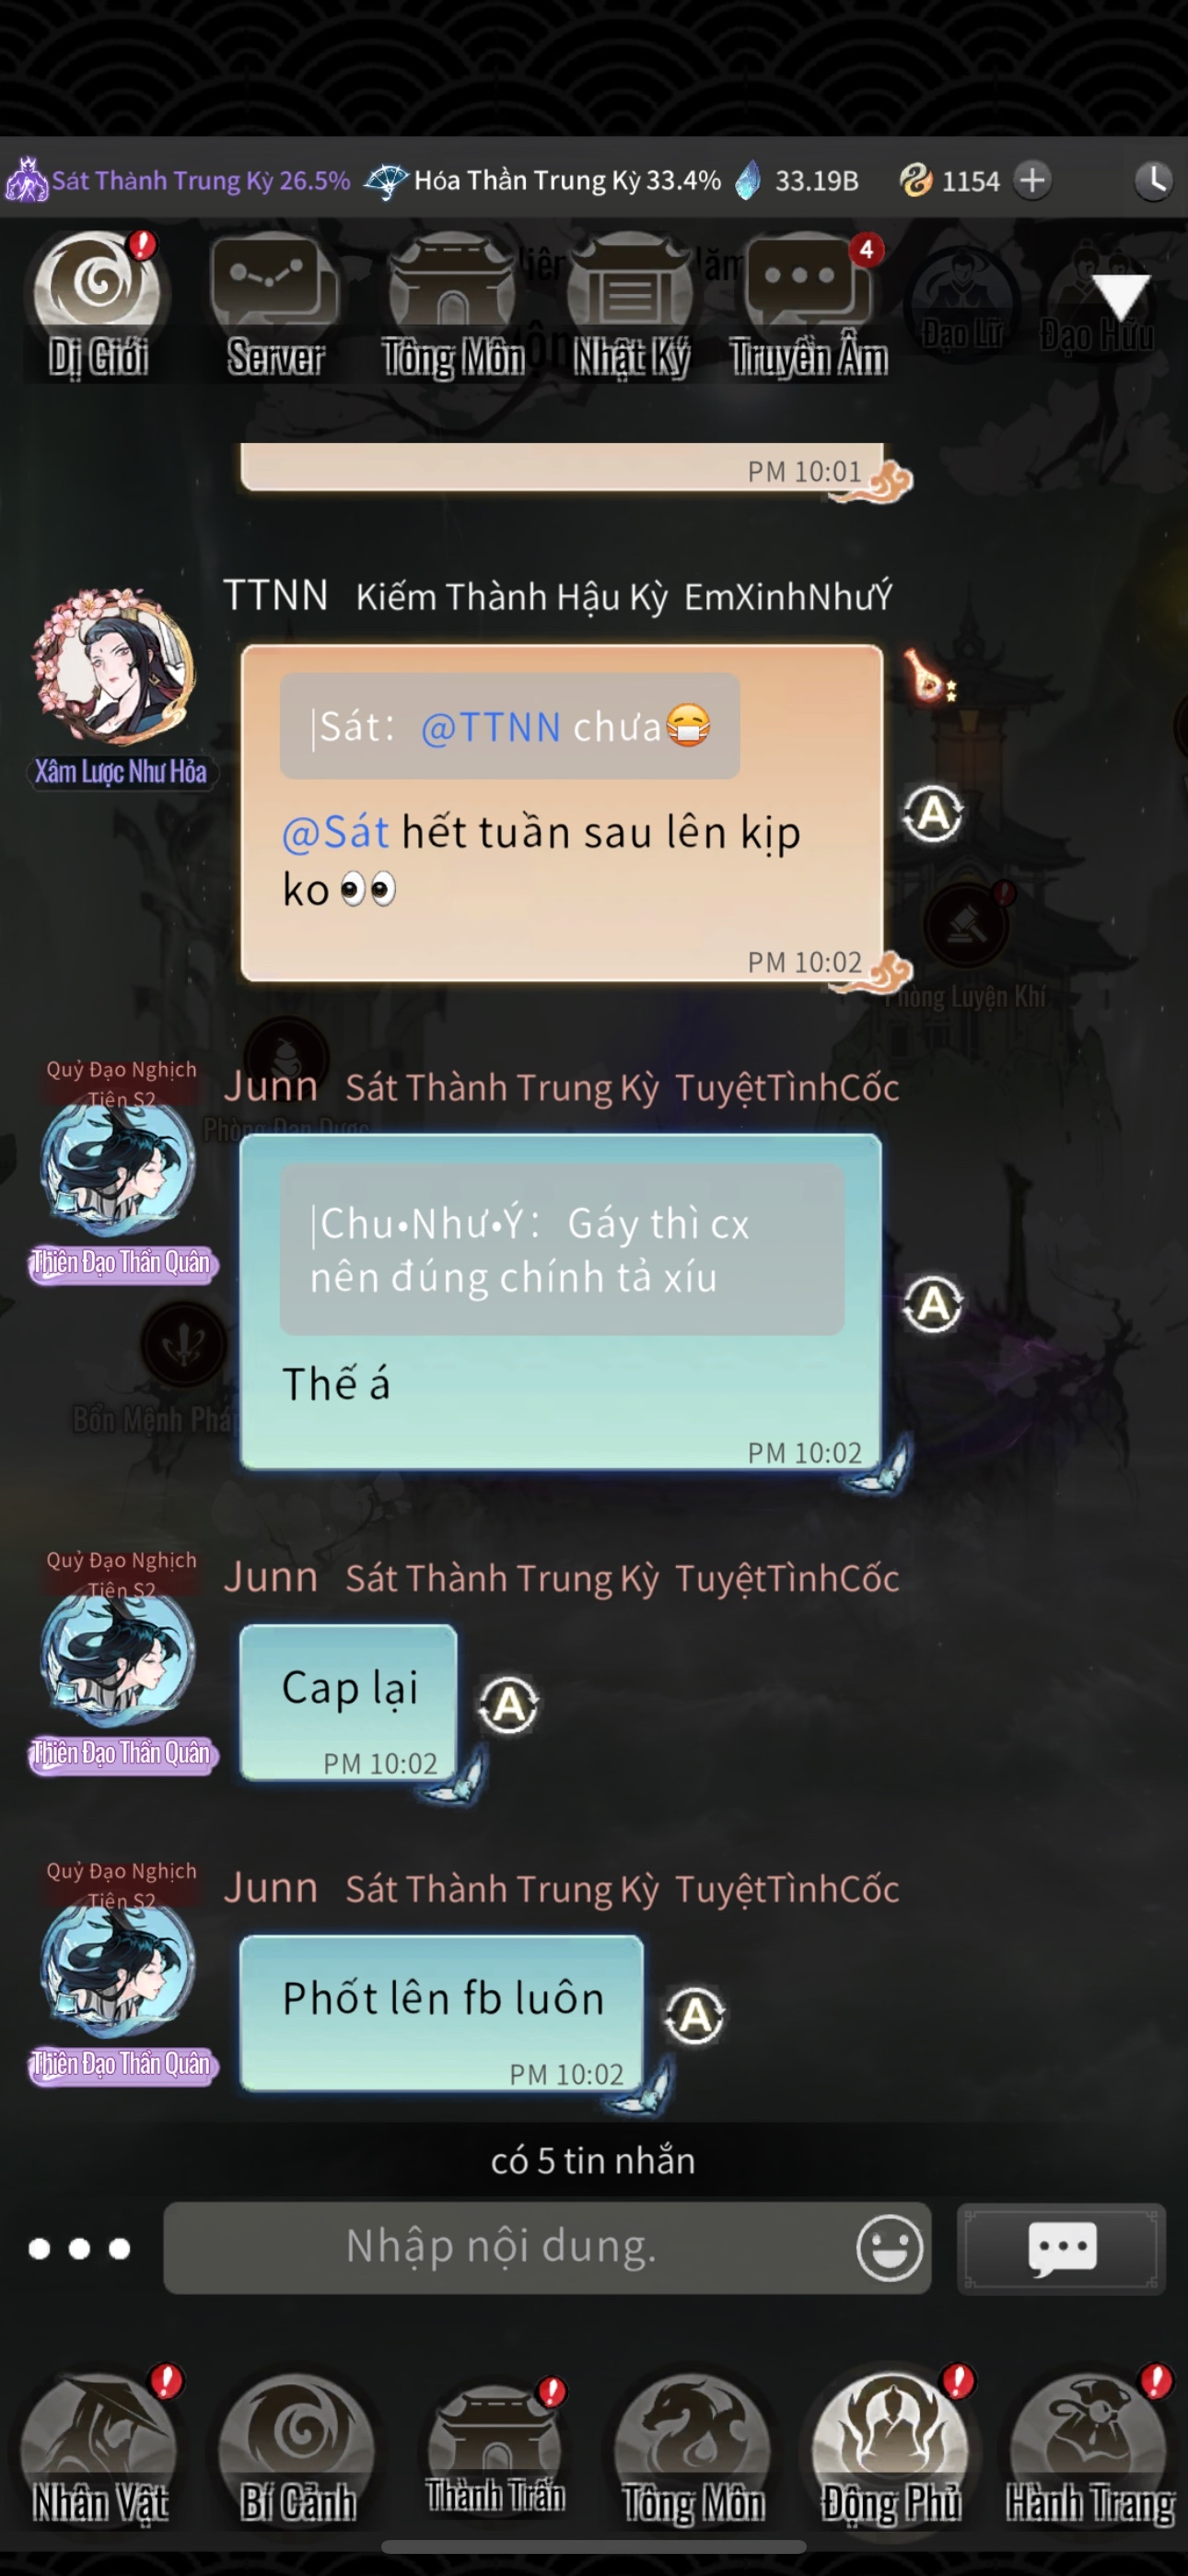 Sát Thành Trung Kỳ 26.5% Hóa Thần Trung Kỳ 33.4% 33.19B 1154
4
Dị Giới Server Tông Môn Nhật Ký Truyền Âm Đạo Lữ Đạo Hữu
PM 10:01
TTNN Kiếm Thành Hậu Kỳ EmXinhNhưÝ
Xâm Lược Như Hỏa
|Sát: @TTNN chưa😷
@Sát hết tuần sau lên kịp
ko👀
PM 10:02
A
Phòng Luyện Khí
Quỷ Đạo Nghịch
Tiên S2
Junn Sát Thành Trung Kỳ TuyệtTìnhCốc
Phòng Đan Dược
Thiên Đạo Thần Quân
|Chu•Như•Ý: Gáy thì cx
nên đúng chính tả xíu
Thế á
PM 10:02
A
Bổn Mệnh Pháp
Quỷ Đạo Nghịch
Tiên S2
Junn Sát Thành Trung Kỳ TuyệtTìnhCốc
Thiên Đạo Thần Quân
Cap lại
PM 10:02
A
Quỷ Đạo Nghịch
Tiên S2
Junn Sát Thành Trung Kỳ TuyệtTìnhCốc
Thiên Đạo Thần Quân
Phốt lên fb luôn
PM 10:02
A
có 5 tin nhắn
Nhập nội dung.
Nhân Vật Bí Cảnh Thành Trấn Tông Môn Động Phủ Hành Trang